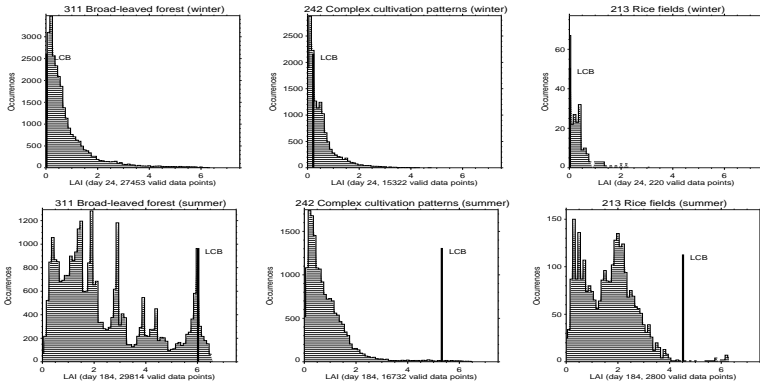 311 Broad-leaved forest (winter)
3000
2500
2000
1500
1000
500
0
Occurrences
LCB
0 2 4 6
LAI (day 24, 27453 valid data points)
242 Complex cultivation patterns (winter)
2500
2000
1500
1000
500
0
Occurrences
LCB
0 2 4 6
LAI (day 24, 15322 valid data points)
213 Rice fields (winter)
60
40
20
0
Occurrences
LCB
0 2 4 6
LAI (day 24, 220 valid data points)
311 Broad-leaved forest (summer)
1200
1000
800
600
400
200
0
Occurrences
LCB
0 2 4 6
LAI (day 184, 29814 valid data points)
242 Complex cultivation patterns (summer)
1500
1000
500
0
Occurrences
LCB
0 2 4 6
LAI (day 184, 16732 valid data points)
213 Rice fields (summer)
150
100
50
0
Occurrences
LCB
0 2 4 6
LAI (day 184, 2800 valid data points)